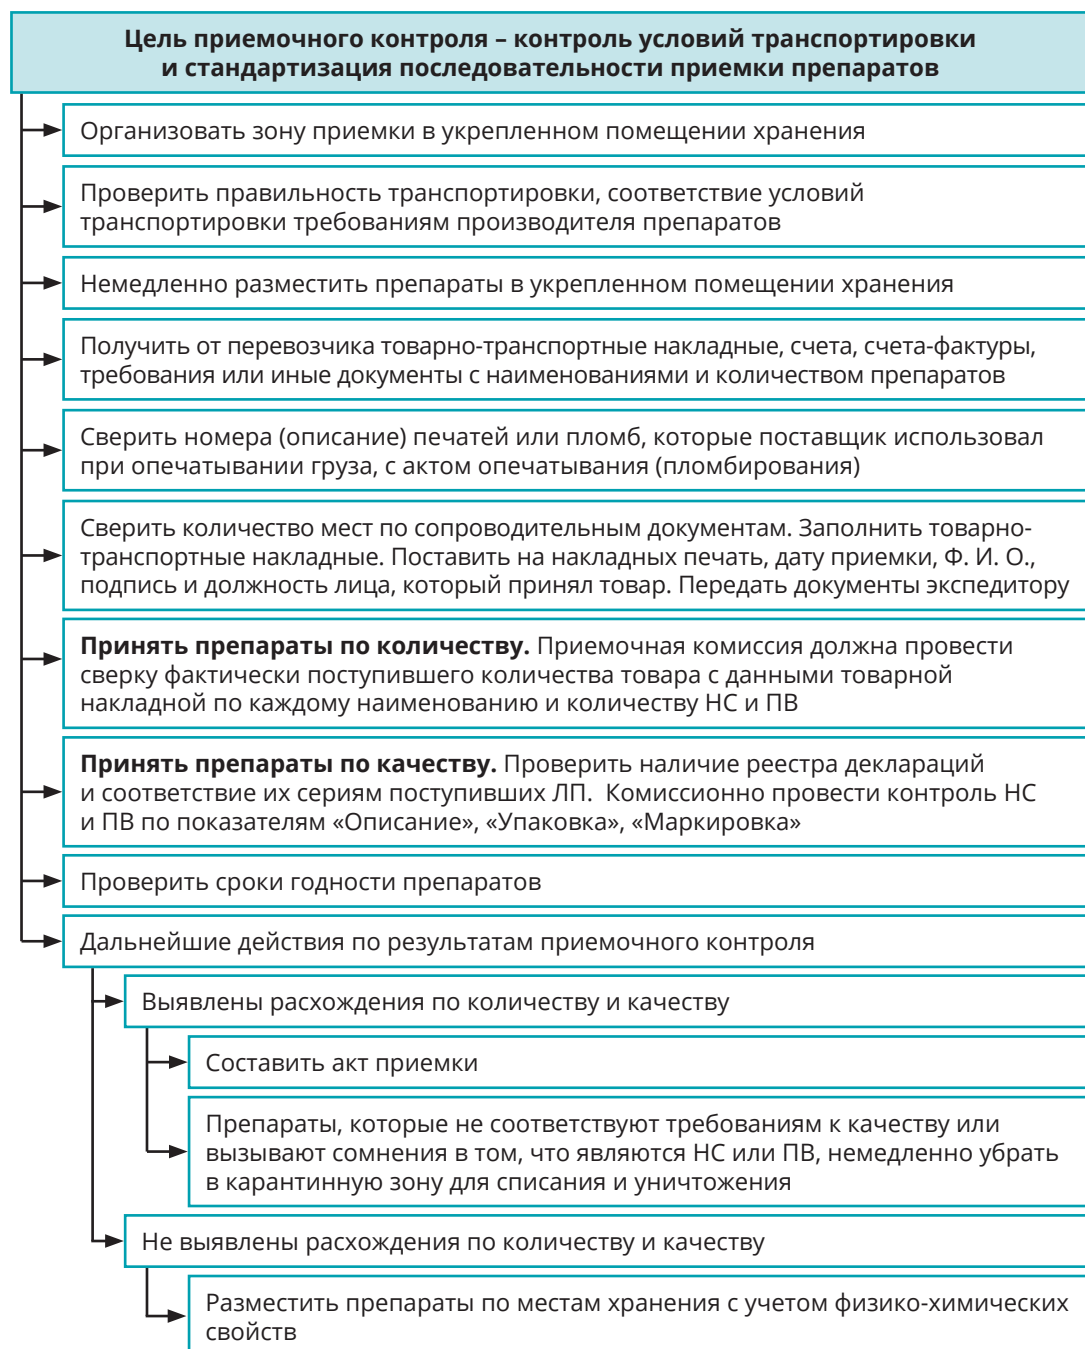 Цель приемочного контроля – контроль условий транспортировки
и стандартизация последовательности приемки препаратов
Организовать зону приемки в укрепленном помещении хранения
Проверить правильность транспортировки, соответствие условий
транспортировки требованиям производителя препаратов
Немедленно разместить препараты в укрепленном помещении хранения
Получить от перевозчика товарно-транспортные накладные, счета, счета-фактуры,
требования или иные документы с наименованиями и количеством препаратов
Сверить номера (описание) печатей или пломб, которые поставщик использовал
при опечатывании груза, с актом опечатывания (пломбирования)
Сверить количество мест по сопроводительным документам. Заполнить товарно-
транспортные накладные. Поставить на накладных печать, дату приемки, Ф. И. О.,
подпись и должность лица, который принял товар. Передать документы экспедитору
Принять препараты по количеству. Приемочная комиссия должна провести
сверку фактически поступившего количества товара с данными товарной
накладной по каждому наименованию и количеству НС и ПВ
Принять препараты по качеству. Проверить наличие реестра деклараций
и соответствие их сериям поступивших ЛП. Комиссионно провести контроль НС
и ПВ по показателям «Описание», «Упаковка», «Маркировка»
Проверить сроки годности препаратов
Дальнейшие действия по результатам приемочного контроля
Выявлены расхождения по количеству и качеству
Составить акт приемки
Препараты, которые не соответствуют требованиям к качеству или
вызывают сомнения в том, что являются НС или ПВ, немедленно убрать
в карантинную зону для списания и уничтожения
Не выявлены расхождения по количеству и качеству
Разместить препараты по местам хранения с учетом физико-химических
свойств